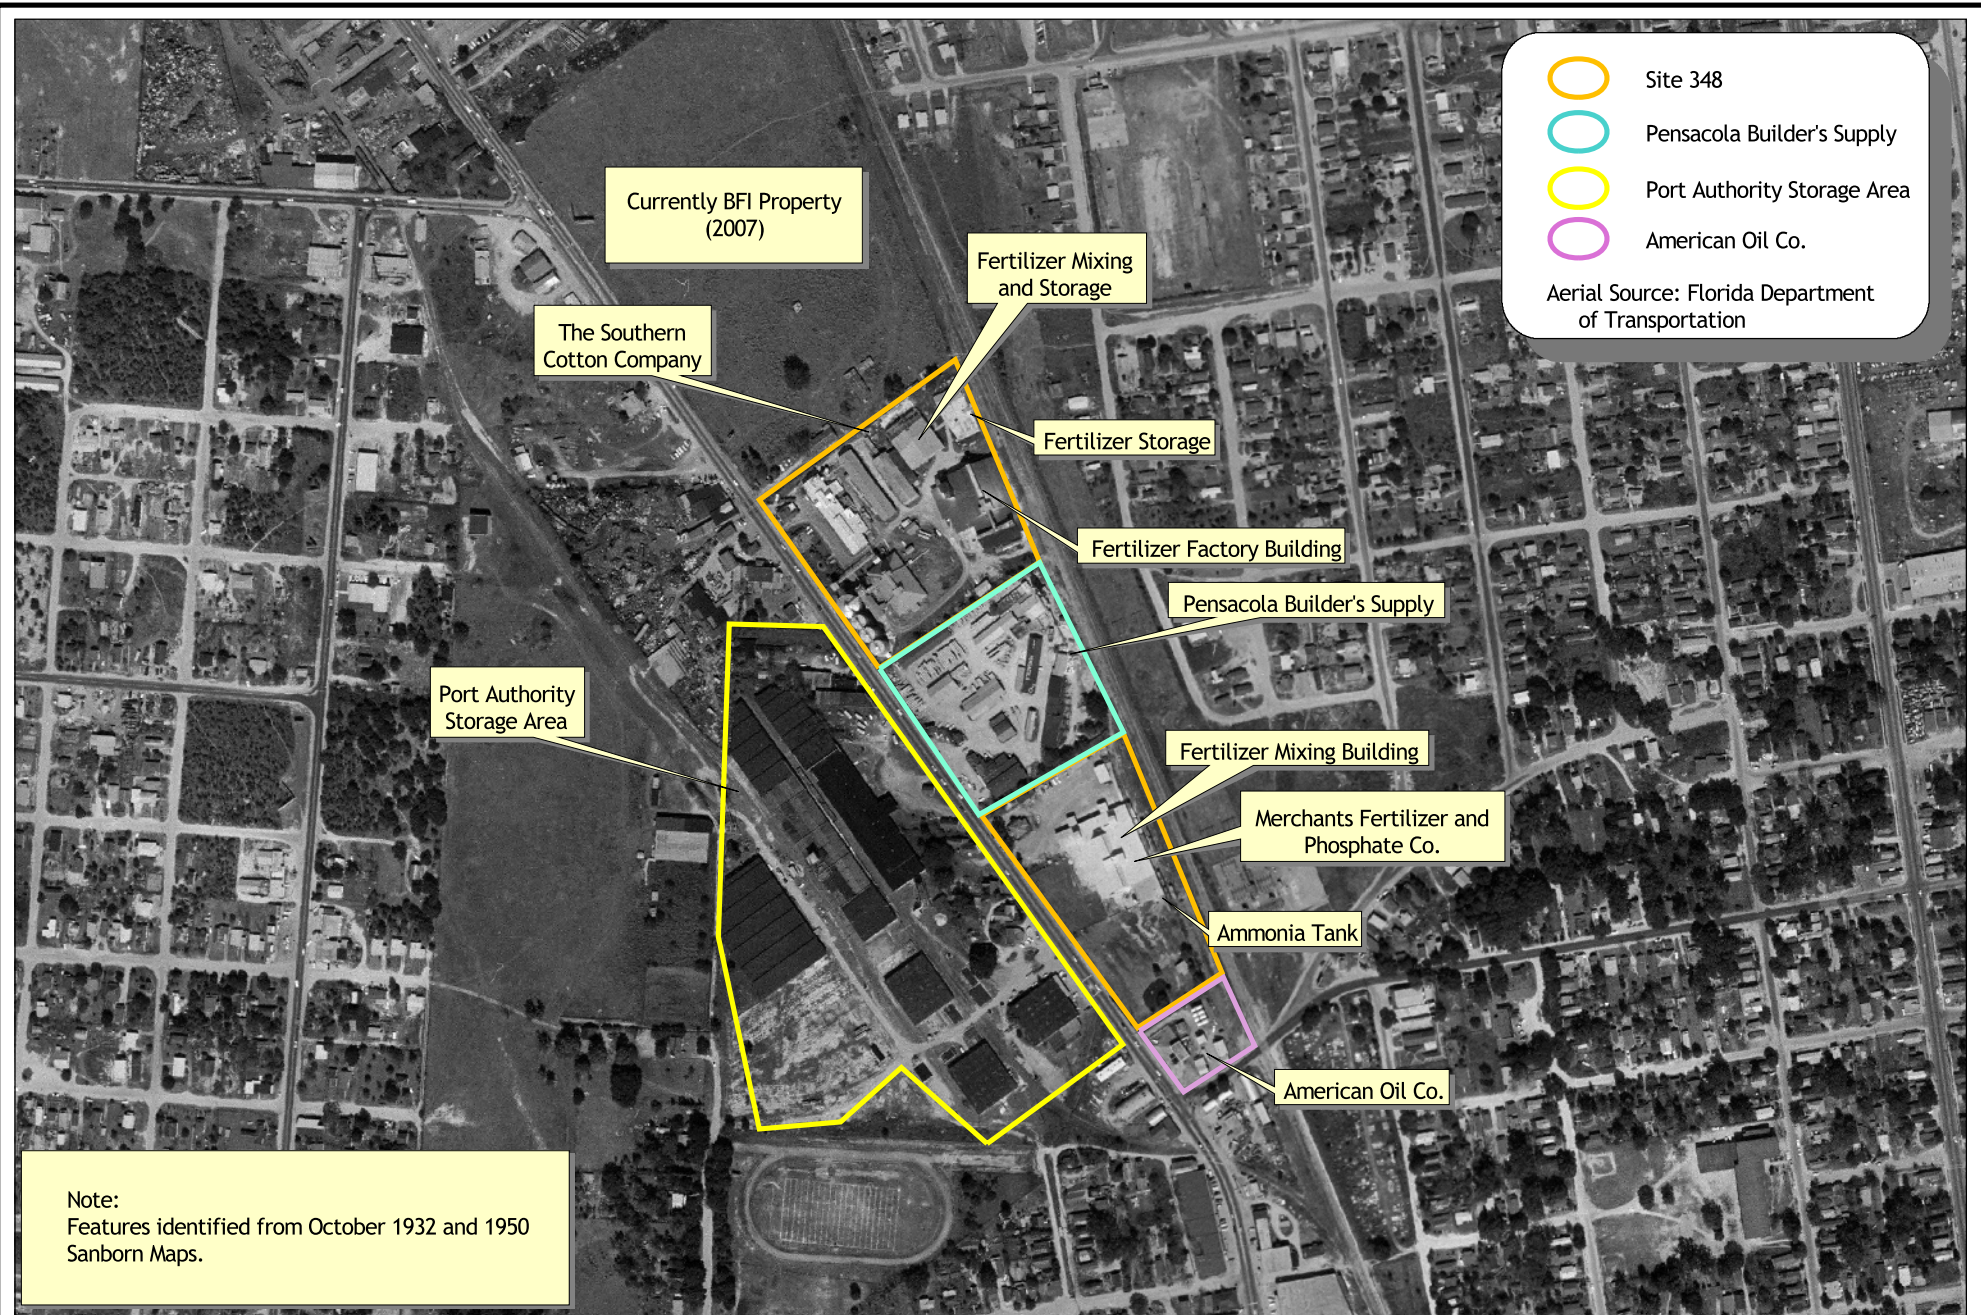 Site 348
Pensacola Builder's Supply
Port Authority Storage Area
American Oil Co.
Aerial Source: Florida Department
of Transportation
Currently BFI Property
(2007)
Fertilizer Mixing
and Storage
The Southern
Cotton Company
Fertilizer Storage
Fertilizer Factory Building
Pensacola Builder's Supply
Port Authority
Storage Area
Fertilizer Mixing Building
Merchants Fertilizer and
Phosphate Co.
Ammonia Tank
American Oil Co.
Note:
Features identified from October 1932 and 1950
Sanborn Maps.